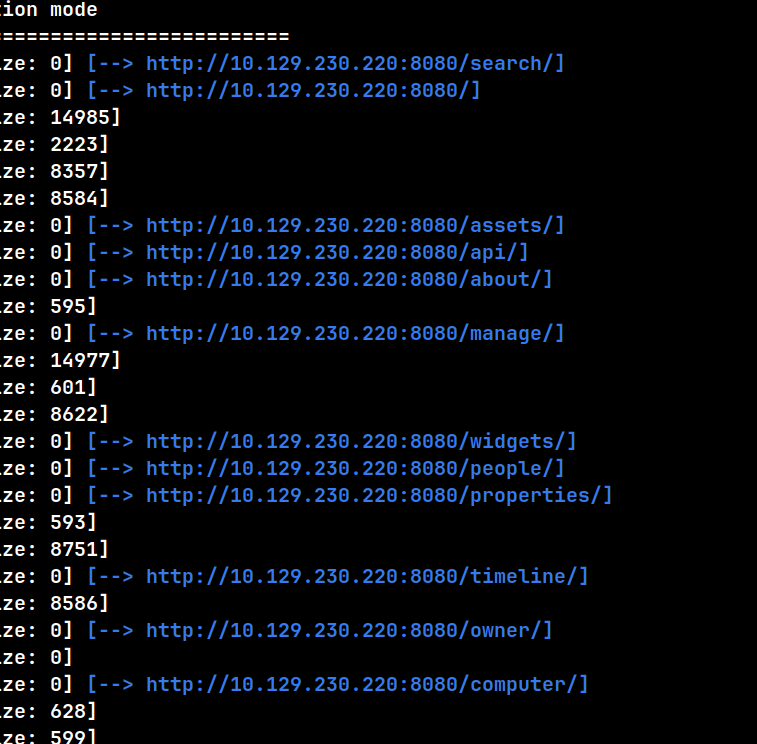 tion mode
=========================
ize: 0] [--> http://10.129.230.220:8080/search/]
ize: 0] [--> http://10.129.230.220:8080/]
ize: 14985]
ize: 2223]
ize: 8357]
ize: 8584]
ize: 0] [--> http://10.129.230.220:8080/assets/]
ize: 0] [--> http://10.129.230.220:8080/api/]
ize: 0] [--> http://10.129.230.220:8080/about/]
ize: 595]
ize: 0] [--> http://10.129.230.220:8080/manage/]
ize: 14977]
ize: 601]
ize: 8622]
ize: 0] [--> http://10.129.230.220:8080/widgets/]
ize: 0] [--> http://10.129.230.220:8080/people/]
ize: 0] [--> http://10.129.230.220:8080/properties/]
ize: 593]
ize: 8751]
ize: 0] [--> http://10.129.230.220:8080/timeline/]
ize: 8586]
ize: 0] [--> http://10.129.230.220:8080/owner/]
ize: 0]
ize: 0] [--> http://10.129.230.220:8080/computer/]
ize: 628]
ize: 599]